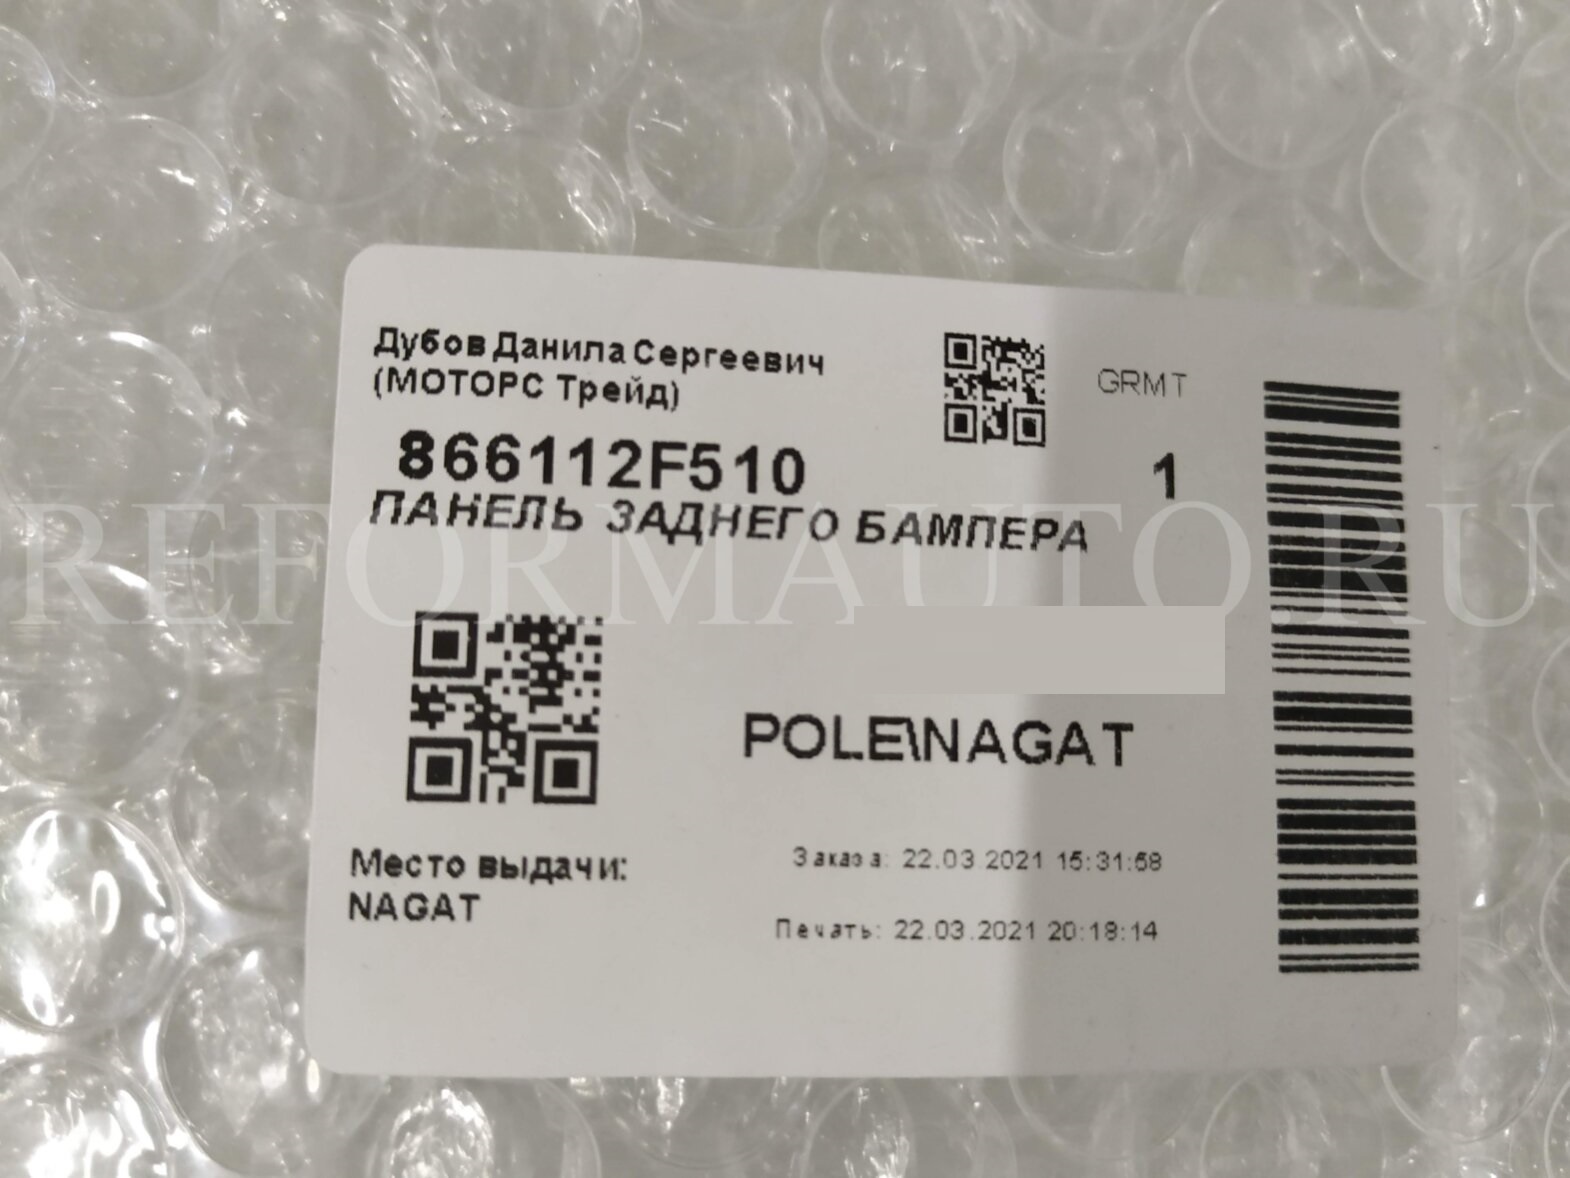 Дубов Данила Сергеевич
(МОТОРС Трейд)
GRMT
866112F510
1
ПАНЕЛЬ ЗАДНЕГО БАМПЕРА
REFORMAUTO.RU
POLE\NAGAT
Место выдачи:
NAGAT
Заказа: 22.03.2021 15:31:58
Печать: 22.03.2021 20:18:14